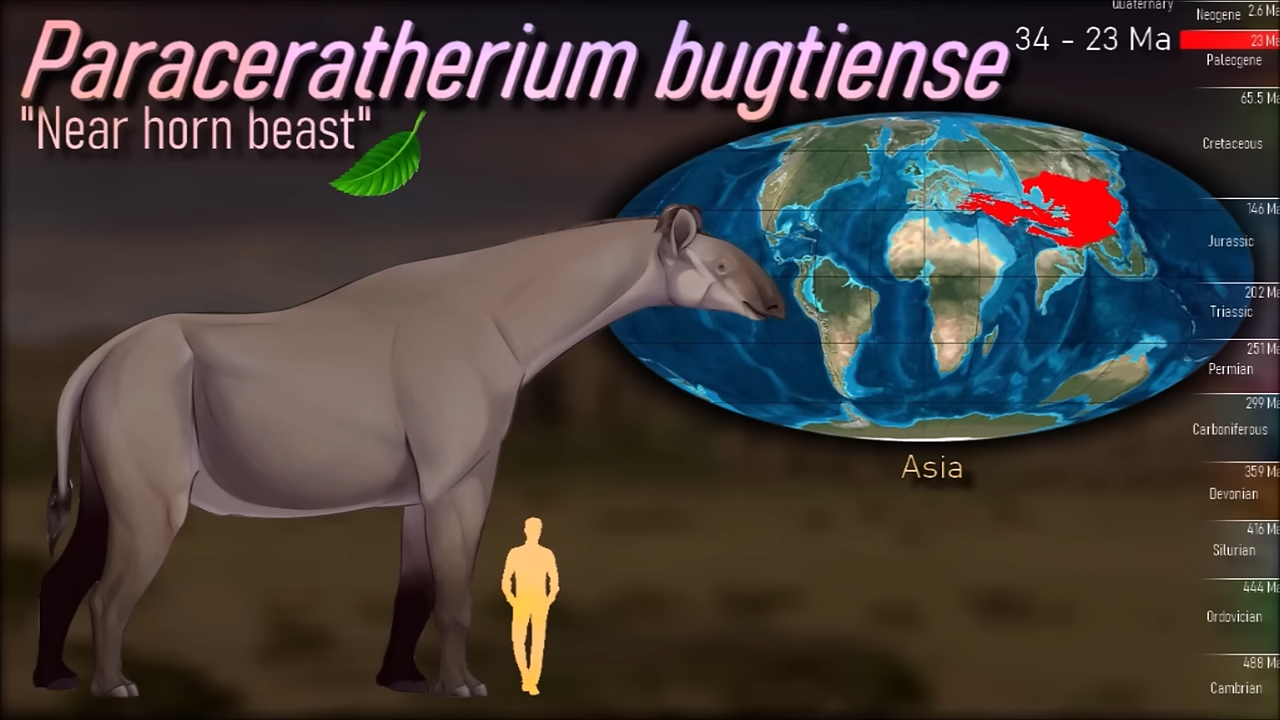 Paraceratherium bugtiense
"Near horn beast"
34 - 23 Ma
Asia
quaternary
Neogene 2.6 Ma
23 Ma
Paleogene
65.5 Ma
Cretaceous
146 Ma
Jurassic
202 Ma
Triassic
251 Ma
Permian
299 Ma
Carboniferous
359 Ma
Devonian
416 Ma
Silurian
444 Ma
Ordovician
488 Ma
Cambrian